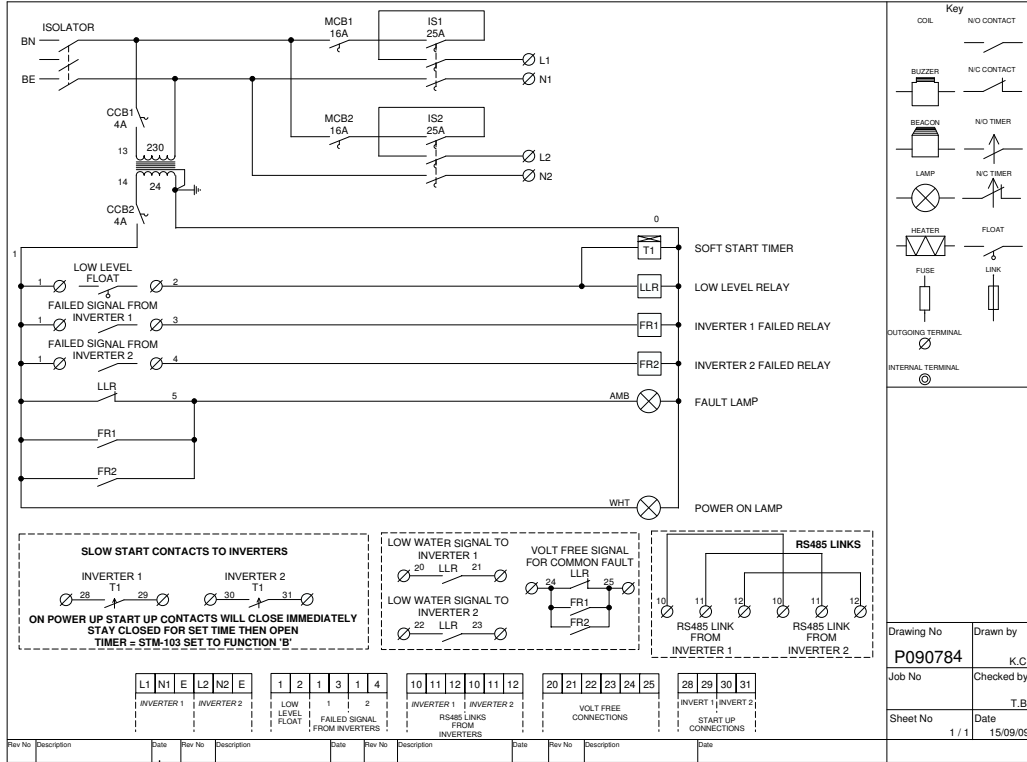 ISOLATOR
BN
BE
MCB1
16A
IS1
25A
L1
N1
CCB1
4A
MCB2
16A
IS2
25A
L2
N2
13
230
14
24
CCB2
4A
0
1
T1
SOFT START TIMER
LOW LEVEL
FLOAT
1
2
LLR
LOW LEVEL RELAY
FAILED SIGNAL FROM
INVERTER 1
1
3
FR1
INVERTER 1 FAILED RELAY
FAILED SIGNAL FROM
INVERTER 2
1
4
FR2
INVERTER 2 FAILED RELAY
LLR
5
AMB
FAULT LAMP
FR1
FR2
WHT
POWER ON LAMP
Key
COIL
N/O CONTACT
BUZZER
N/C CONTACT
BEACON
N/O TIMER
LAMP
N/C TIMER
HEATER
FLOAT
FUSE
LINK
OUTGOING TERMINAL
INTERNAL TERMINAL
SLOW START CONTACTS TO INVERTERS
INVERTER 1
T1
28
29
INVERTER 2
T1
30
31
ON POWER UP START UP CONTACTS WILL CLOSE IMMEDIATELY
STAY CLOSED FOR SET TIME THEN OPEN
TIMER = STM-103 SET TO FUNCTION 'B'
LOW WATER SIGNAL TO
INVERTER 1
20 LLR 21
LOW WATER SIGNAL TO
INVERTER 2
22 LLR 23
VOLT FREE SIGNAL
FOR COMMON FAULT
LLR
24
25
FR1
FR2
RS485 LINKS
10 11 12 10 11 12
RS485 LINK
FROM
INVERTER 1
RS485 LINK
FROM
INVERTER 2
L1 N1 E L2 N2 E
INVERTER 1 INVERTER 2
1 2 1 3 1 4
LOW
LEVEL
FLOAT
1 2
FAILED SIGNAL
FROM INVERTERS
10 11 12 10 11 12
INVERTER 1 INVERTER 2
RS485 LINKS
FROM
INVERTERS
20 21 22 23 24 25
VOLT FREE
CONNECTIONS
28 29 30 31
INVERT 1 INVERT 2
START UP
CONNECTIONS
Drawing No
P090784
Drawn by
K.C
Job No
Checked by
T.B
Sheet No
1 / 1
Date
15/09/09
Rev No Description Date Rev No Description Date Rev No Description Date Rev No Description Date